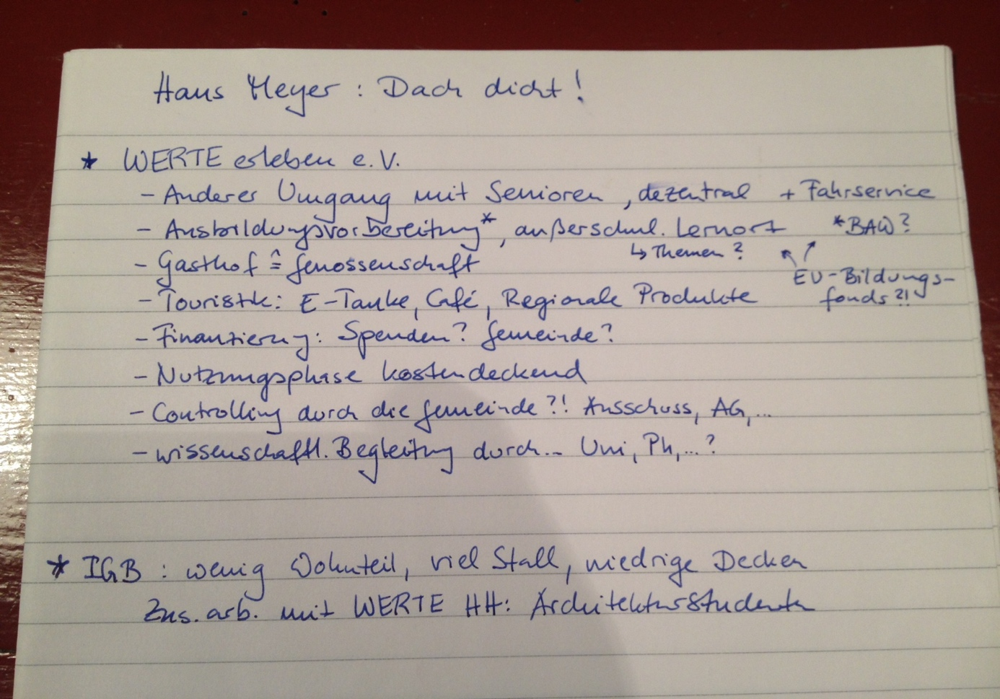 Haus Meyer : Dach dicht!
* WERTE erleben e.V.
- Anderer Umgang mit Senioren, dezentral + Fahrservice
- Ausbildungsvorbereitung*, außerschul. Lernort *BAW?
↳ Themen?
- Gasthof ≙ Genossenschaft
EU-Bildungs-
fonds?!
- Touristik: E-Tanke, Café, Regionale Produkte
- Finanzierung: Spenden? Gemeinde?
- Nutzungsphase kostendeckend
- Controlling durch die Gemeinde?! Ausschuss, AG,...
- wissenschaftl. Begleitung durch... Uni, Ph,...?
* IGB : wenig Wohnteil, viel Stall, niedrige Decken
Zus.arb. mit WERTE HH: Architekturstudenten